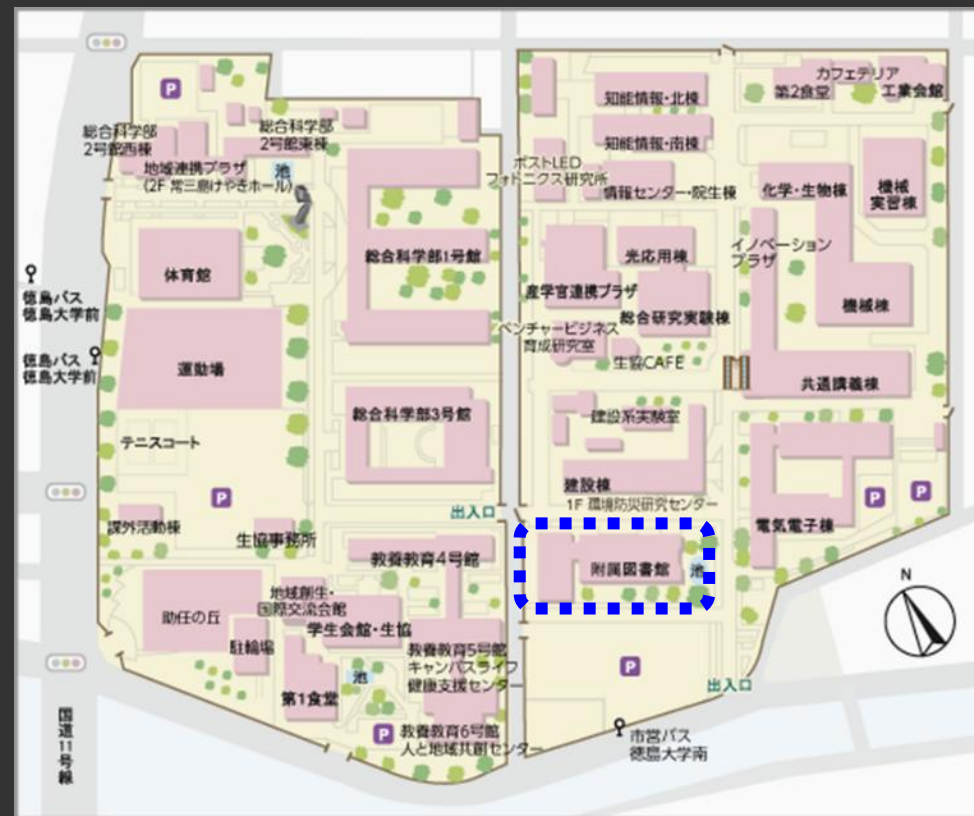 P
総合科学部
2号館西棟
総合科学部
2号館東棟
地域連携プラザ
(2F 常三島けやきホール)
池
体育館
総合科学部1号館
徳島バス
徳島大学前
徳島バス
徳島大学前
運動場
テニスコート
総合科学部3号館
P
課外活動棟
生協事務所
出入口
教養教育4号館
助任の丘
地域創生・
国際交流会館
学生会館・生協
駐輪場
教養教育5号館
キャンパスライフ
健康支援センター
池
第1食堂
P
教養教育6号館
人と地域共創センター
国道11号線
知能情報・北棟
知能情報・南棟
カフェテリア
第2食堂
工業会館
ポストLED
フォトニクス研究所
情報センター・院生棟
化学・生物棟
機械
実習棟
光応用棟
イノベーション
プラザ
産学官連携プラザ
総合研究実験棟
機械棟
ベンチャービジネス
育成研究室
生協CAFE
共通講義棟
建設系実験室
建設棟
1F 環境防災研究センター
P
P
電気電子棟
附属図書館
池
N
P
出入口
市営バス
徳島大学南